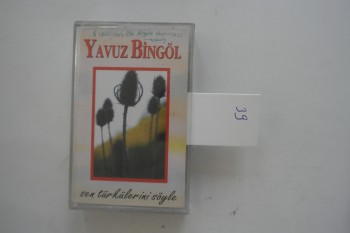 YAVUZ BİNGÖL
sen türkülerini söyle
39